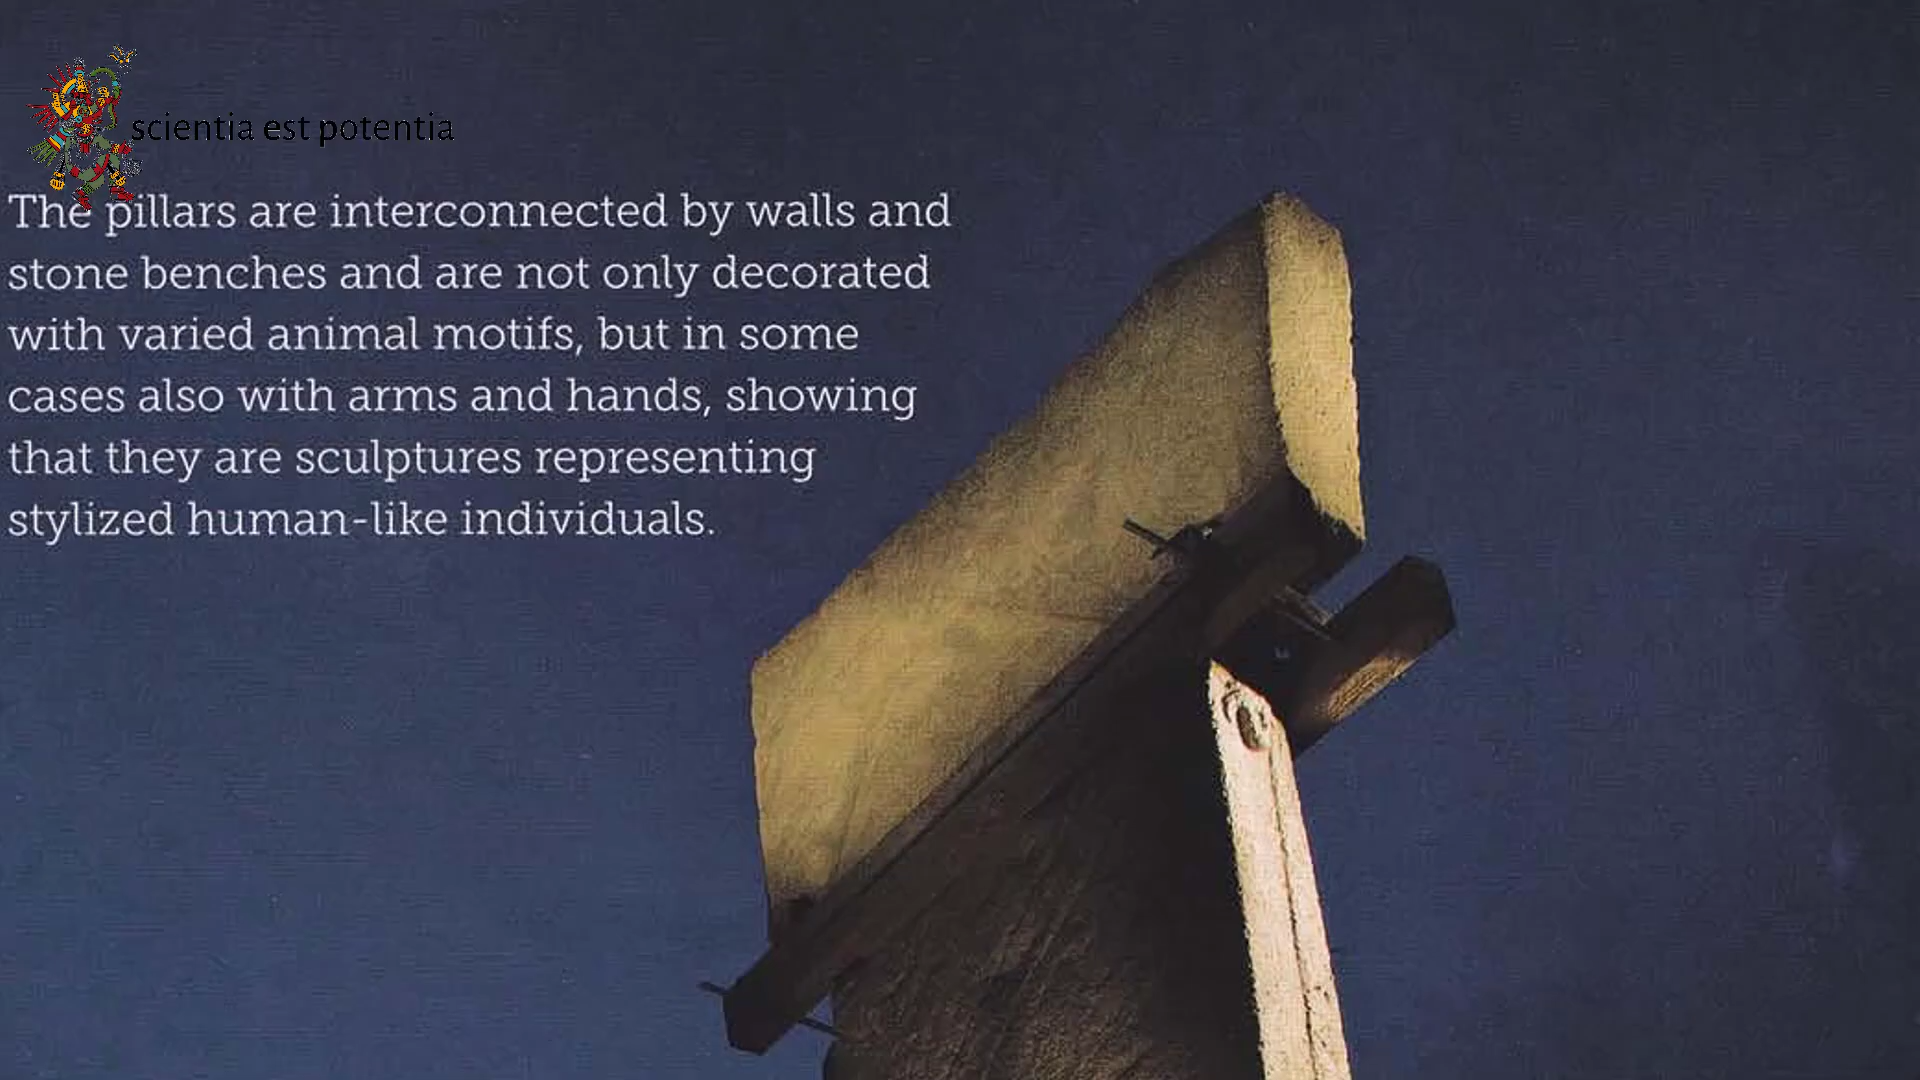 scientia est potentia
The pillars are interconnected by walls and
stone benches and are not only decorated
with varied animal motifs, but in some
cases also with arms and hands, showing
that they are sculptures representing
stylized human-like individuals.